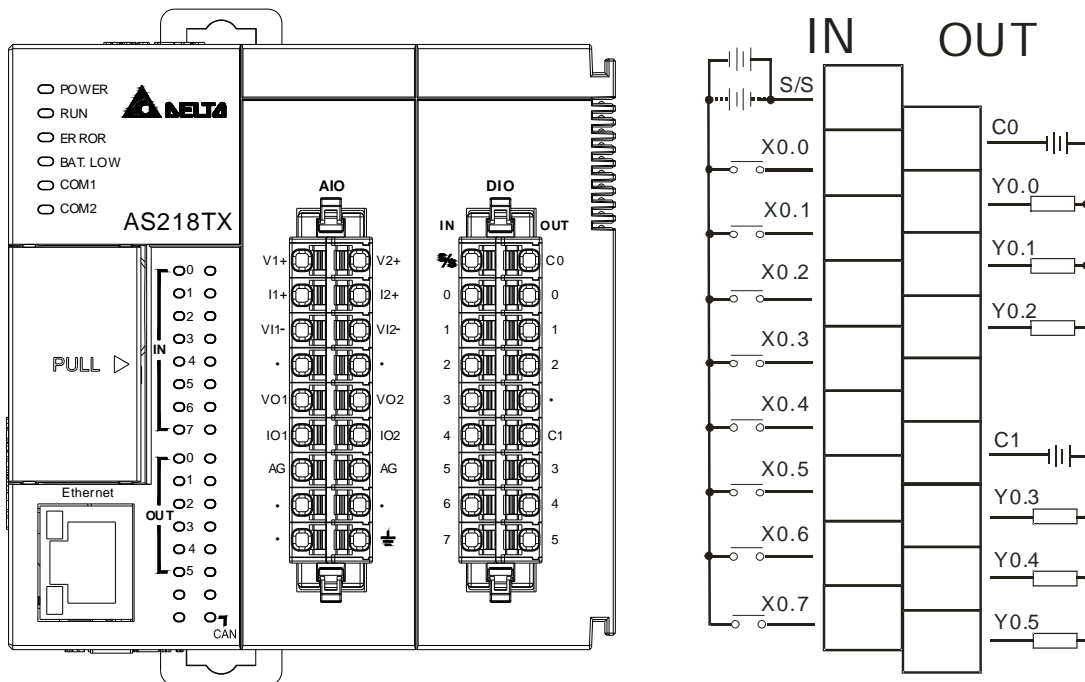 POWER
RUN
ERROR
BAT. LOW
COM1
COM2
DELTA
AS218TX
PULL
IN
0
1
2
3
4
5
6
7
OUT
0
1
2
3
4
5
CAN
Ethernet
AIO
V1+ V2+
I1+ I2+
VI1- VI2-
• •
VO1 VO2
IO1 IO2
AG AG
• •
•
DIO
IN OUT
S/S C0
0 0
1 1
2 2
3 •
4 C1
5 3
6 4
7 5
IN OUT
S/S
X0.0
X0.1
X0.2
X0.3
X0.4
X0.5
X0.6
X0.7
C0
Y0.0
Y0.1
Y0.2
C1
Y0.3
Y0.4
Y0.5